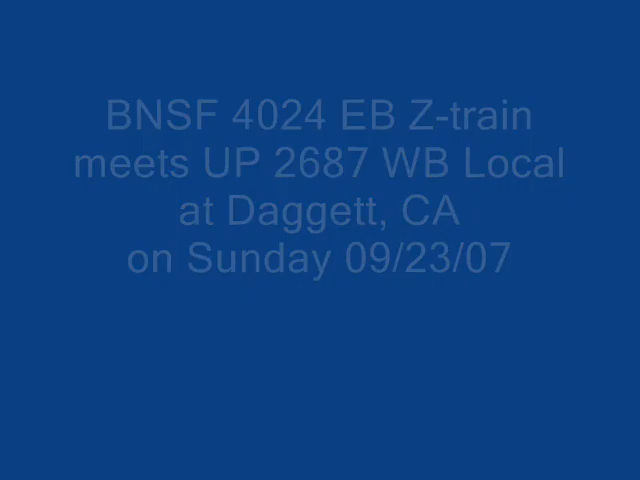 BNSF 4024 EB Z-train
meets UP 2687 WB Local
at Daggett, CA
on Sunday 09/23/07